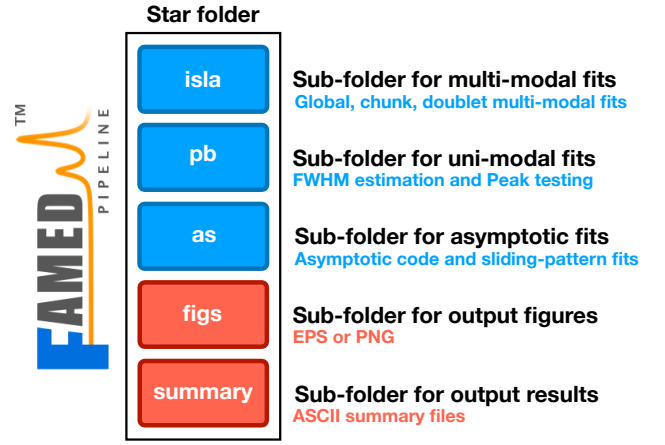 Star folder
isla
Sub-folder for multi-modal fits
Global, chunk, doublet multi-modal fits
pb
Sub-folder for uni-modal fits
FWHM estimation and Peak testing
as
Sub-folder for asymptotic fits
Asymptotic code and sliding-pattern fits
figs
Sub-folder for output figures
EPS or PNG
summary
Sub-folder for output results
ASCII summary files
FAMED
PIPELINE
TM